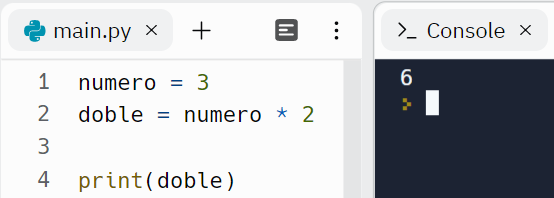 main.py × +
Console ×
1 numero = 3
2 doble = numero * 2
3
4 print(doble)
6